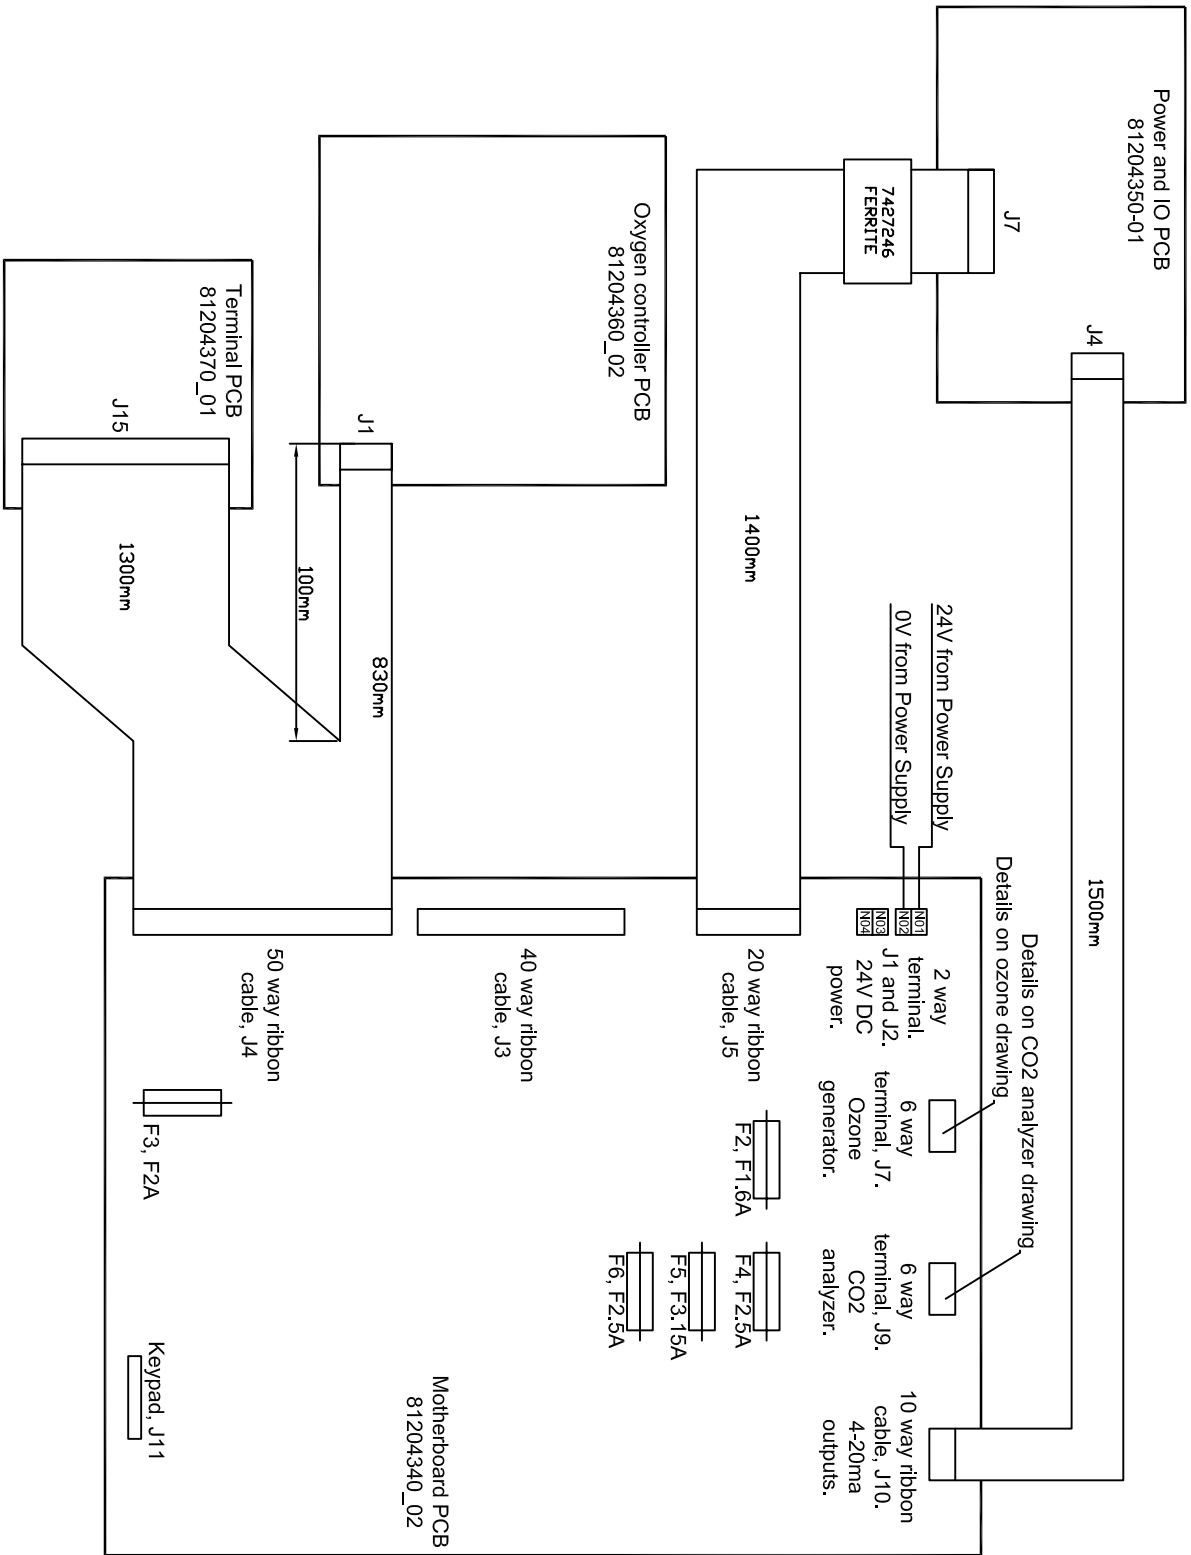 Power and IO PCB
81204350-01
J7
J4
7427246
FERRITE
1500mm
Oxygen controller PCB
81204360_02
J1
1400mm
24V from Power Supply
0V from Power Supply
Details on CO2 analyzer drawing
Details on ozone drawing
Terminal PCB
81204370_01
J15
1300mm
100mm
830mm
N01
N02
N03
N04
2 way
terminal.
J1 and J2.
24V DC
power.
6 way
terminal, J7.
Ozone
generator.
6 way
terminal, J9.
CO2
analyzer.
10 way ribbon
cable, J10.
4-20ma
outputs.
20 way ribbon
cable, J5
40 way ribbon
cable, J3
50 way ribbon
cable, J4
F2, F1.6A
F4, F2.5A
F5, F3.15A
F6, F2.5A
F3, F2A
Keypad, J11
Motherboard PCB
81204340_02